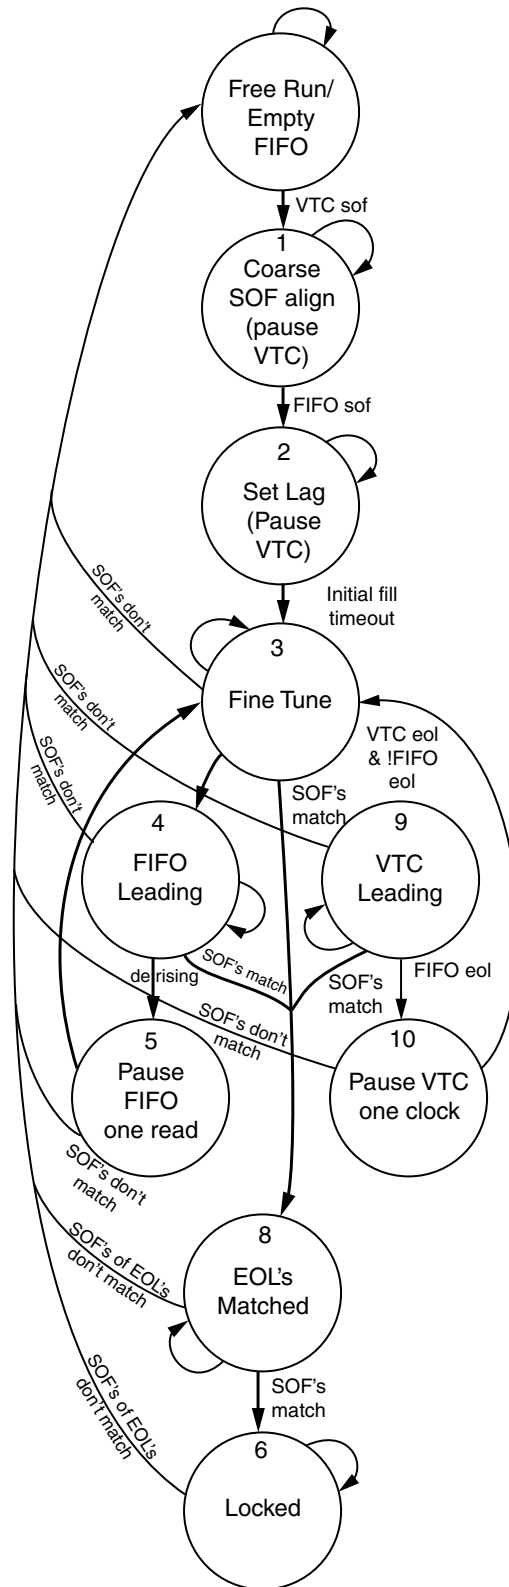 Free Run/
Empty
FIFO
VTC sof
1
Coarse
SOF align
(pause
VTC)
FIFO sof
2
Set Lag
(Pause
VTC)
Initial fill
timeout
SOF's don't
match
3
Fine Tune
SOF's don't
match
VTC eol
& !FIFO
eol
SOF's don't
match
SOF's
match
4
FIFO
Leading
9
VTC
Leading
de rising
SOF's match
SOF's
match
FIFO eol
SOF's don't
match
5
Pause
FIFO
one read
10
Pause VTC
one clock
SOF's don't
match
8
EOL's
Matched
SOF's of EOL's
don't match
SOF's
match
SOF's of EOL's
don't match
6
Locked